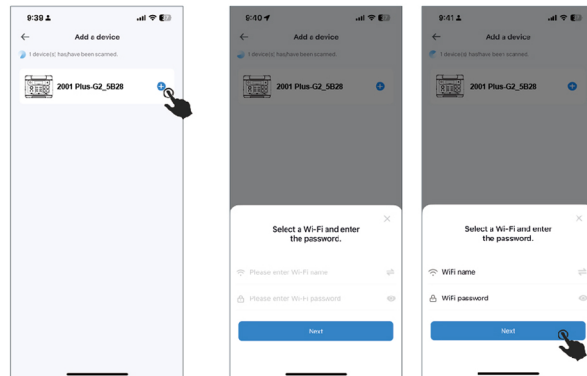 9:39
Add a device
1 device(s) has/have been scanned.
2001 Plus-G2_5B28
9:40
Add a device
1 device(s) has/have been scanned.
2001 Plus-G2_5B28
Select a Wi-Fi and enter
the password.
Please enter Wi-Fi name
Please enter Wi-Fi password
Next
9:41
Add a device
1 device(s) has/have been scanned.
2001 Plus-G2_5B28
Select a Wi-Fi and enter
the password.
WiFi name
WiFi password
Next